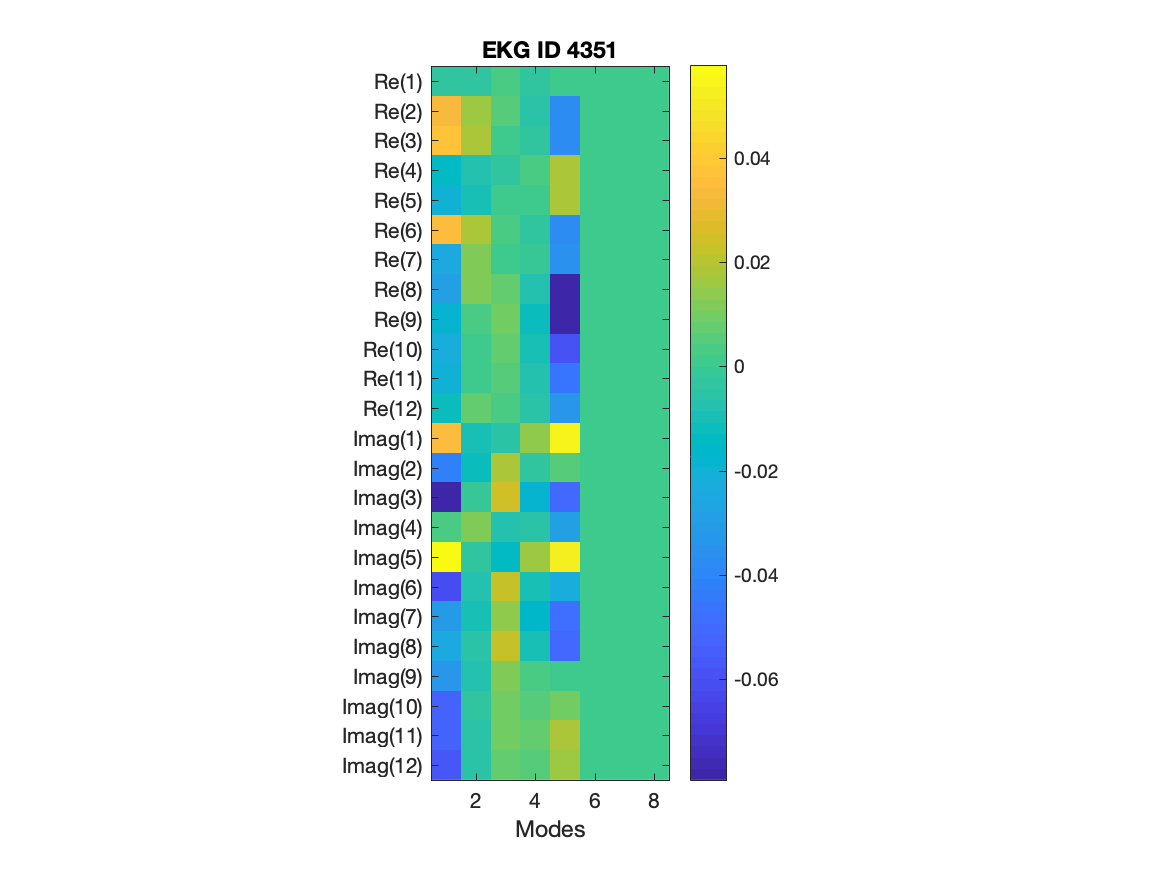 EKG ID 4351
Re(1)
Re(2)
Re(3)
Re(4)
Re(5)
Re(6)
Re(7)
Re(8)
Re(9)
Re(10)
Re(11)
Re(12)
Imag(1)
Imag(2)
Imag(3)
Imag(4)
Imag(5)
Imag(6)
Imag(7)
Imag(8)
Imag(9)
Imag(10)
Imag(11)
Imag(12)
2 4 6 8
Modes
0.04
0.02
0
-0.02
-0.04
-0.06